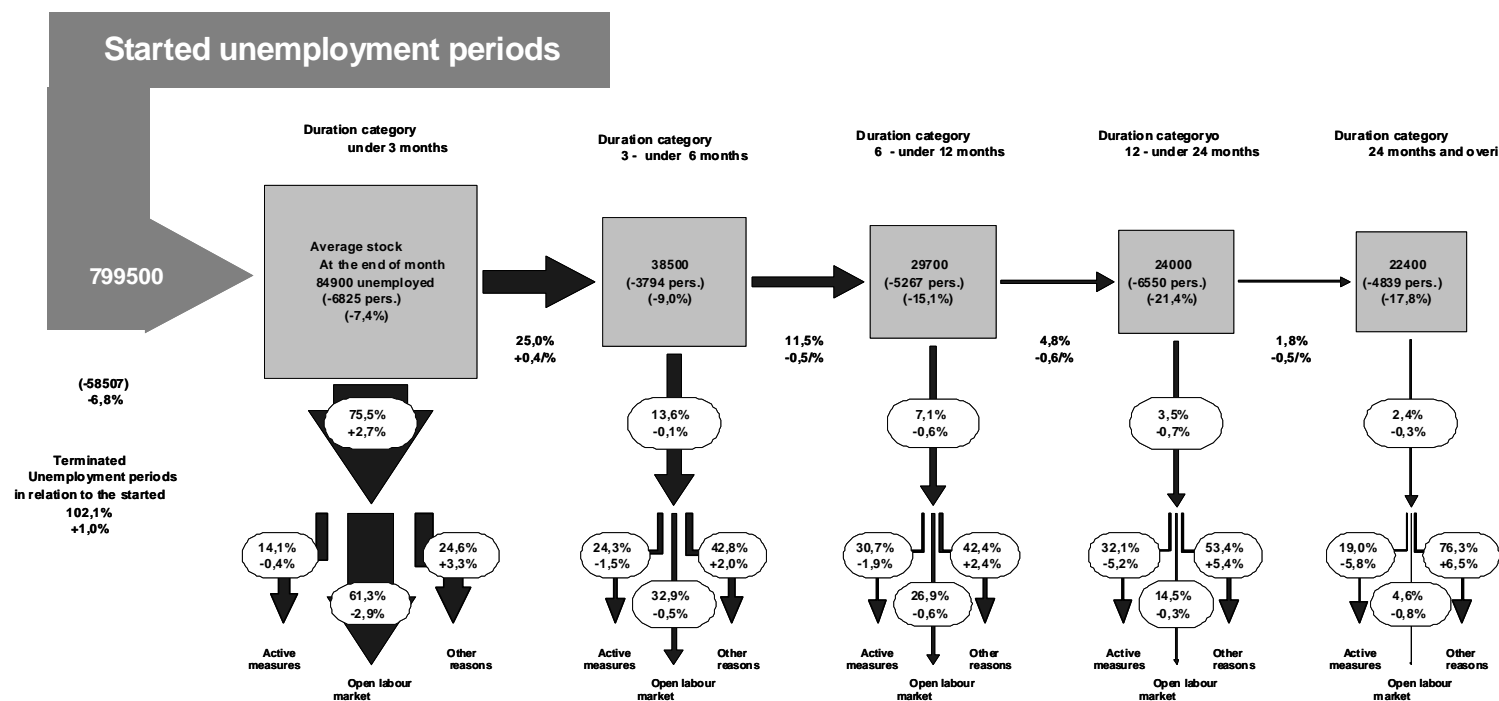 Started unemployment periods
Duration category
under 3 months
Duration category
3 - under 6 months
Duration category
6 - under 12 months
Duration categoryo
12 - under 24 months
Duration category
24 months and overi
799500
Average stock
At the end of month
84900 unemployed
(-6825 pers.)
(-7,4%)
38500
(-3794 pers.)
(-9,0%)
29700
(-5267 pers.)
(-15,1%)
24000
(-6550 pers.)
(-21,4%)
22400
(-4839 pers.)
(-17,8%)
25,0%
+0,4/%
11,5%
-0,5/%
4,8%
-0,6/%
1,8%
-0,5/%
(-58507)
-6,8%
75,5%
+2,7%
13,6%
-0,1%
7,1%
-0,6%
3,5%
-0,7%
2,4%
-0,3%
Terminated
Unemployment periods
in relation to the started
102,1%
+1,0%
14,1%
-0,4%
24,6%
+3,3%
61,3%
-2,9%
24,3%
-1,5%
42,8%
+2,0%
32,9%
-0,5%
30,7%
-1,9%
42,4%
+2,4%
26,9%
-0,6%
32,1%
-5,2%
53,4%
+5,4%
14,5%
-0,3%
19,0%
-5,8%
76,3%
+6,5%
4,6%
-0,8%
Active
measures
Other
reasons
Open labour
market
Active
measures
Other
reasons
Open labour
market
Active
measures
Other
reasons
Open labour
market
Active
measures
Other
reasons
Open labour
market
Active
measures
Other
reasons
Open labour
market